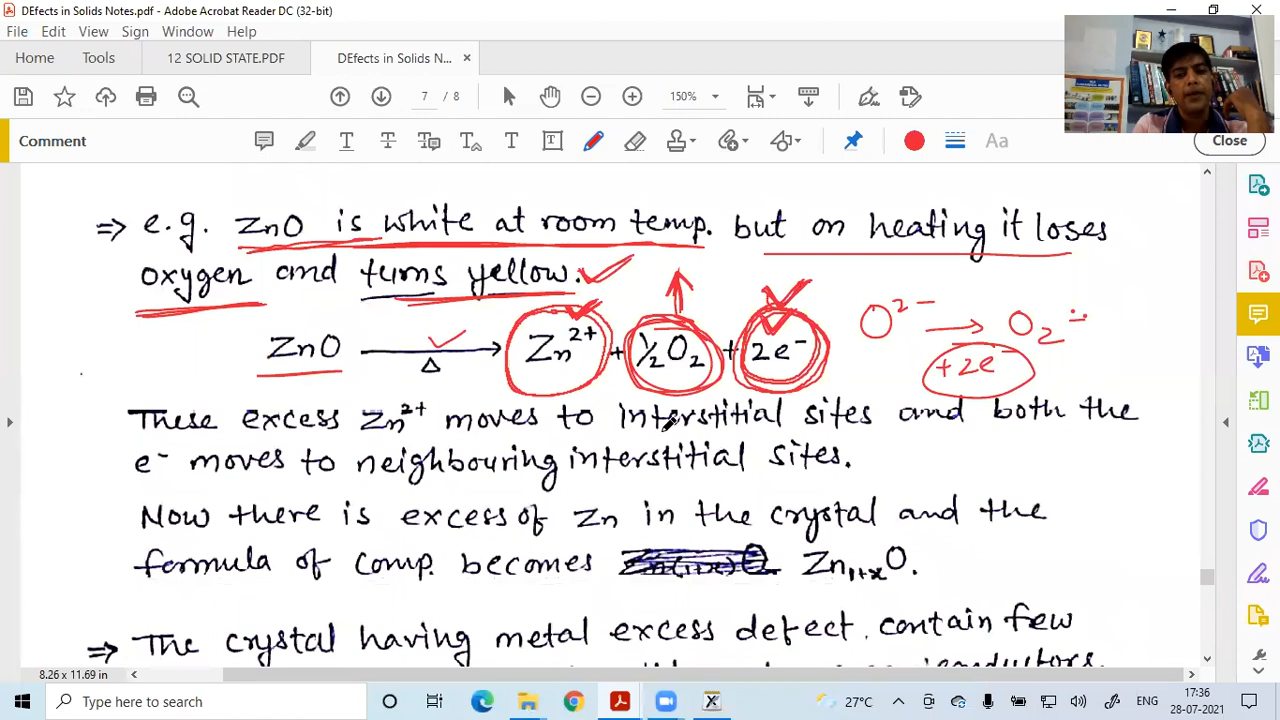 DEfects in Solids Notes.pdf - Adobe Acrobat Reader DC (32-bit)
File Edit View Sign Window Help
Home Tools 12 SOLID STATE.PDF DEfects in Solids N... ×
7 / 8 150%
Comment T T T T Aa Close
⇒ e.g. ZnO is white at room temp. but on heating it loses
oxygen and turns yellow.
ZnO ⟶ Zn²⁺ + ½O₂ + 2e⁻
Δ
O²⁻ → O₂
+2e⁻
These excess Zn²⁺ moves to interstitial sites and both the
e⁻ moves to neighbouring interstitial sites.
Now there is excess of Zn in the crystal and the
formula of comp. becomes Zn₁₊ₓO.
⇒ The crystal having metal excess defect. contain few
semiconductors.
8.26 x 11.69 in
Type here to search
27°C ENG 17:36
28-07-2021